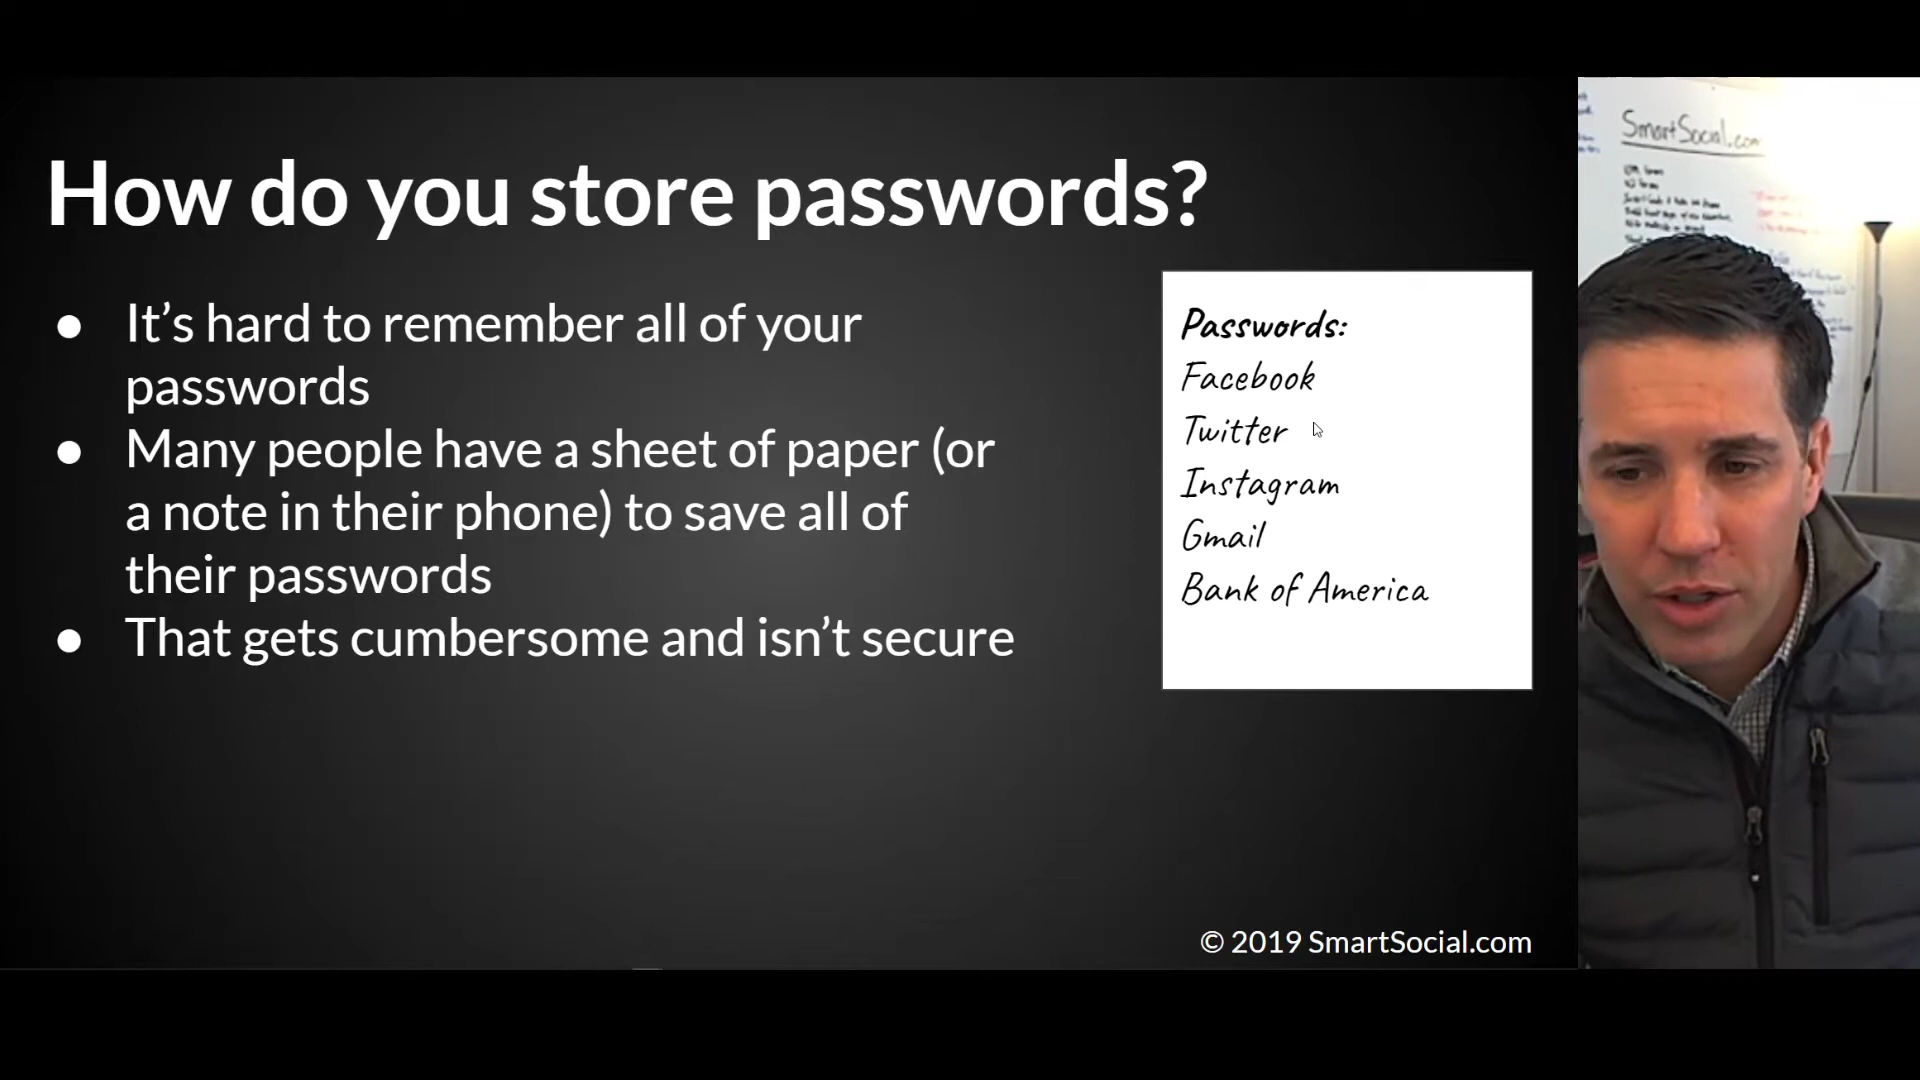 How do you store passwords?
● It’s hard to remember all of your
passwords
● Many people have a sheet of paper (or
a note in their phone) to save all of
their passwords
● That gets cumbersome and isn’t secure
Passwords:
Facebook
Twitter
Instagram
Gmail
Bank of America
© 2019 SmartSocial.com
SmartSocial.com